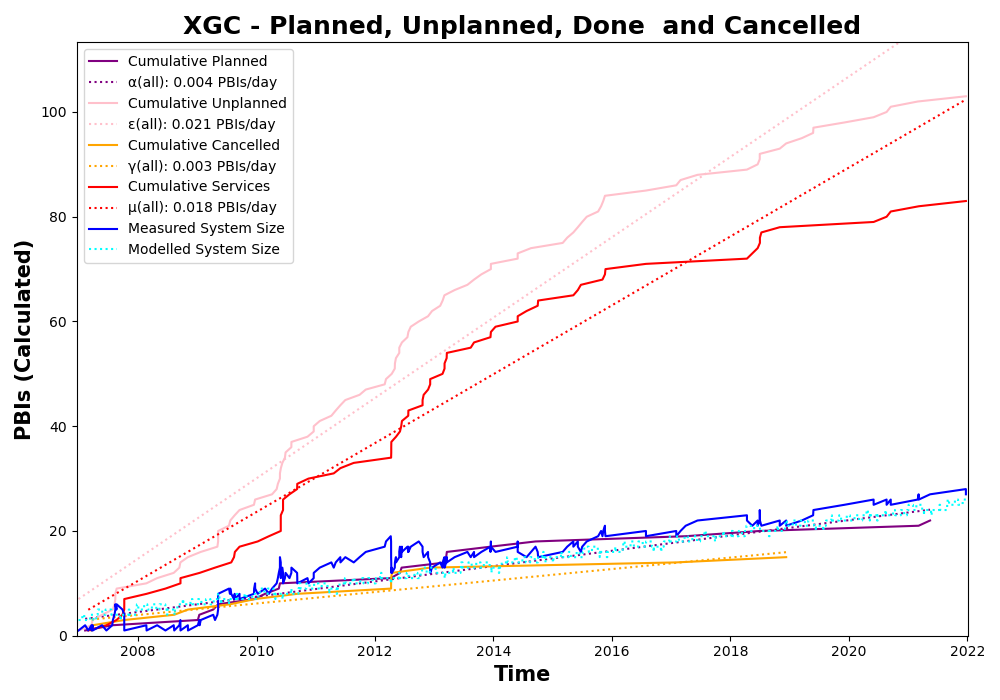 XGC - Planned, Unplanned, Done  and Cancelled
Cumulative Planned
α(all): 0.004 PBIs/day
Cumulative Unplanned
ε(all): 0.021 PBIs/day
Cumulative Cancelled
γ(all): 0.003 PBIs/day
Cumulative Services
μ(all): 0.018 PBIs/day
Measured System Size
Modelled System Size
PBIs (Calculated)
100
80
60
40
20
0
2008 2010 2012 2014 2016 2018 2020 2022
Time